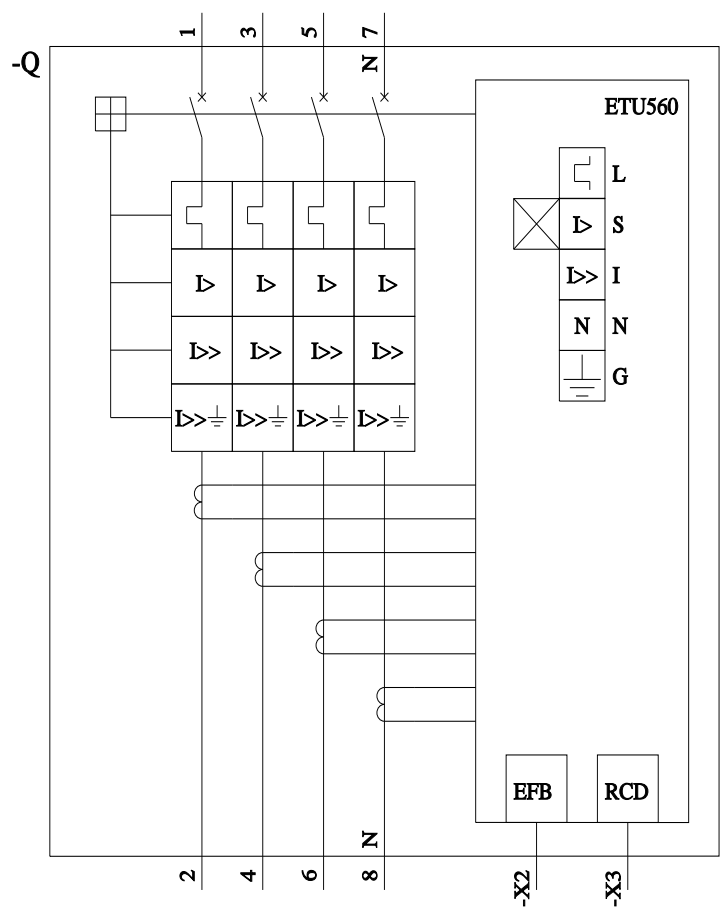 1 3 5 7
N
-Q
ETU560
L
I> S
I> I> I> I>
I>> I
N N
I>> I>> I>> I>>
G
I>> I>> I>> I>>
EFB RCD
N
2 4 6 8
-X2 -X3